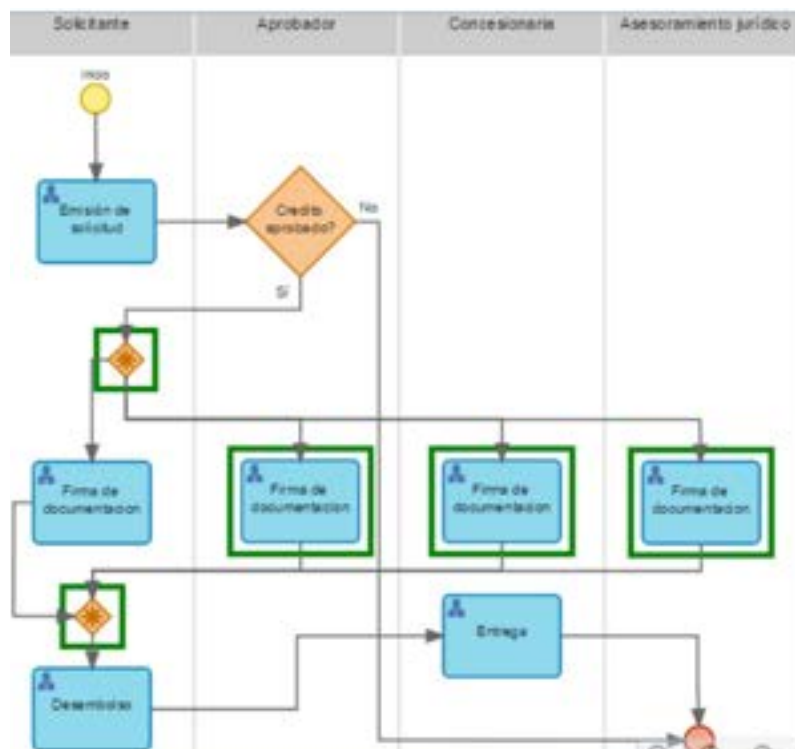 Solicitante
Aprobador
Concesionaria
Asesoramiento jurídico
Inicio
Emisión de
solicitud
Credito
aprobado?
No
Sí
Firma de
documentacion
Firma de
documentacion
Firma de
documentacion
Firma de
documentacion
Entrega
Desembolso